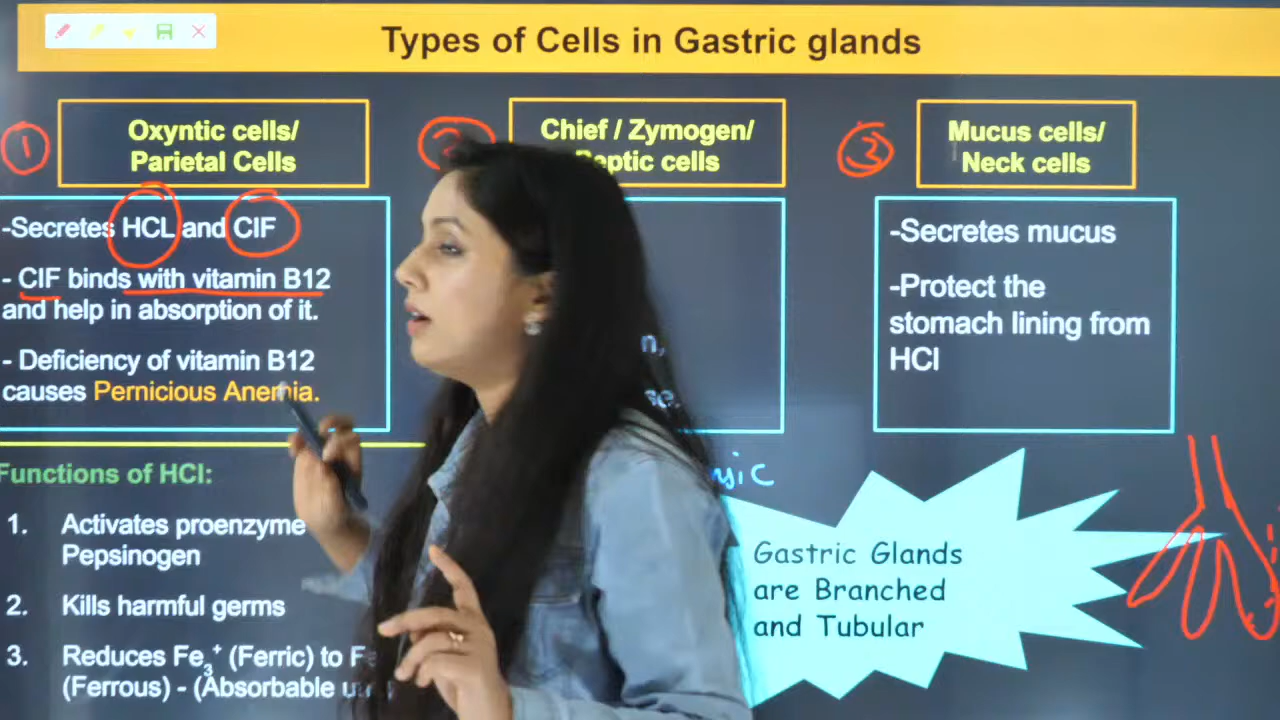 Types of Cells in Gastric glands
1
Oxyntic cells/
Parietal Cells
-Secretes HCL and CIF
- CIF binds with vitamin B12
and help in absorption of it.
- Deficiency of vitamin B12
causes Pernicious Anemia.
Chief / Zymogen/
cells
3
Mucus cells/
Neck cells
-Secretes mucus
-Protect the
stomach lining from
HCl
Functions of HCl:
1. Activates proenzyme
Pepsinogen
2. Kills harmful germs
3. Reduces Fe3+ (Ferric) to
(Ferrous) - (Absorbable
Gastric Glands
are Branched
and Tubular